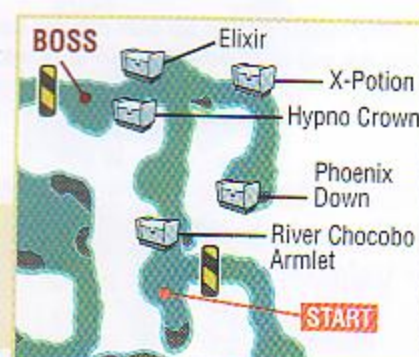 BOSS
Elixir
X-Potion
Hypno Crown
Phoenix
Down
River Chocobo
Armlet
START